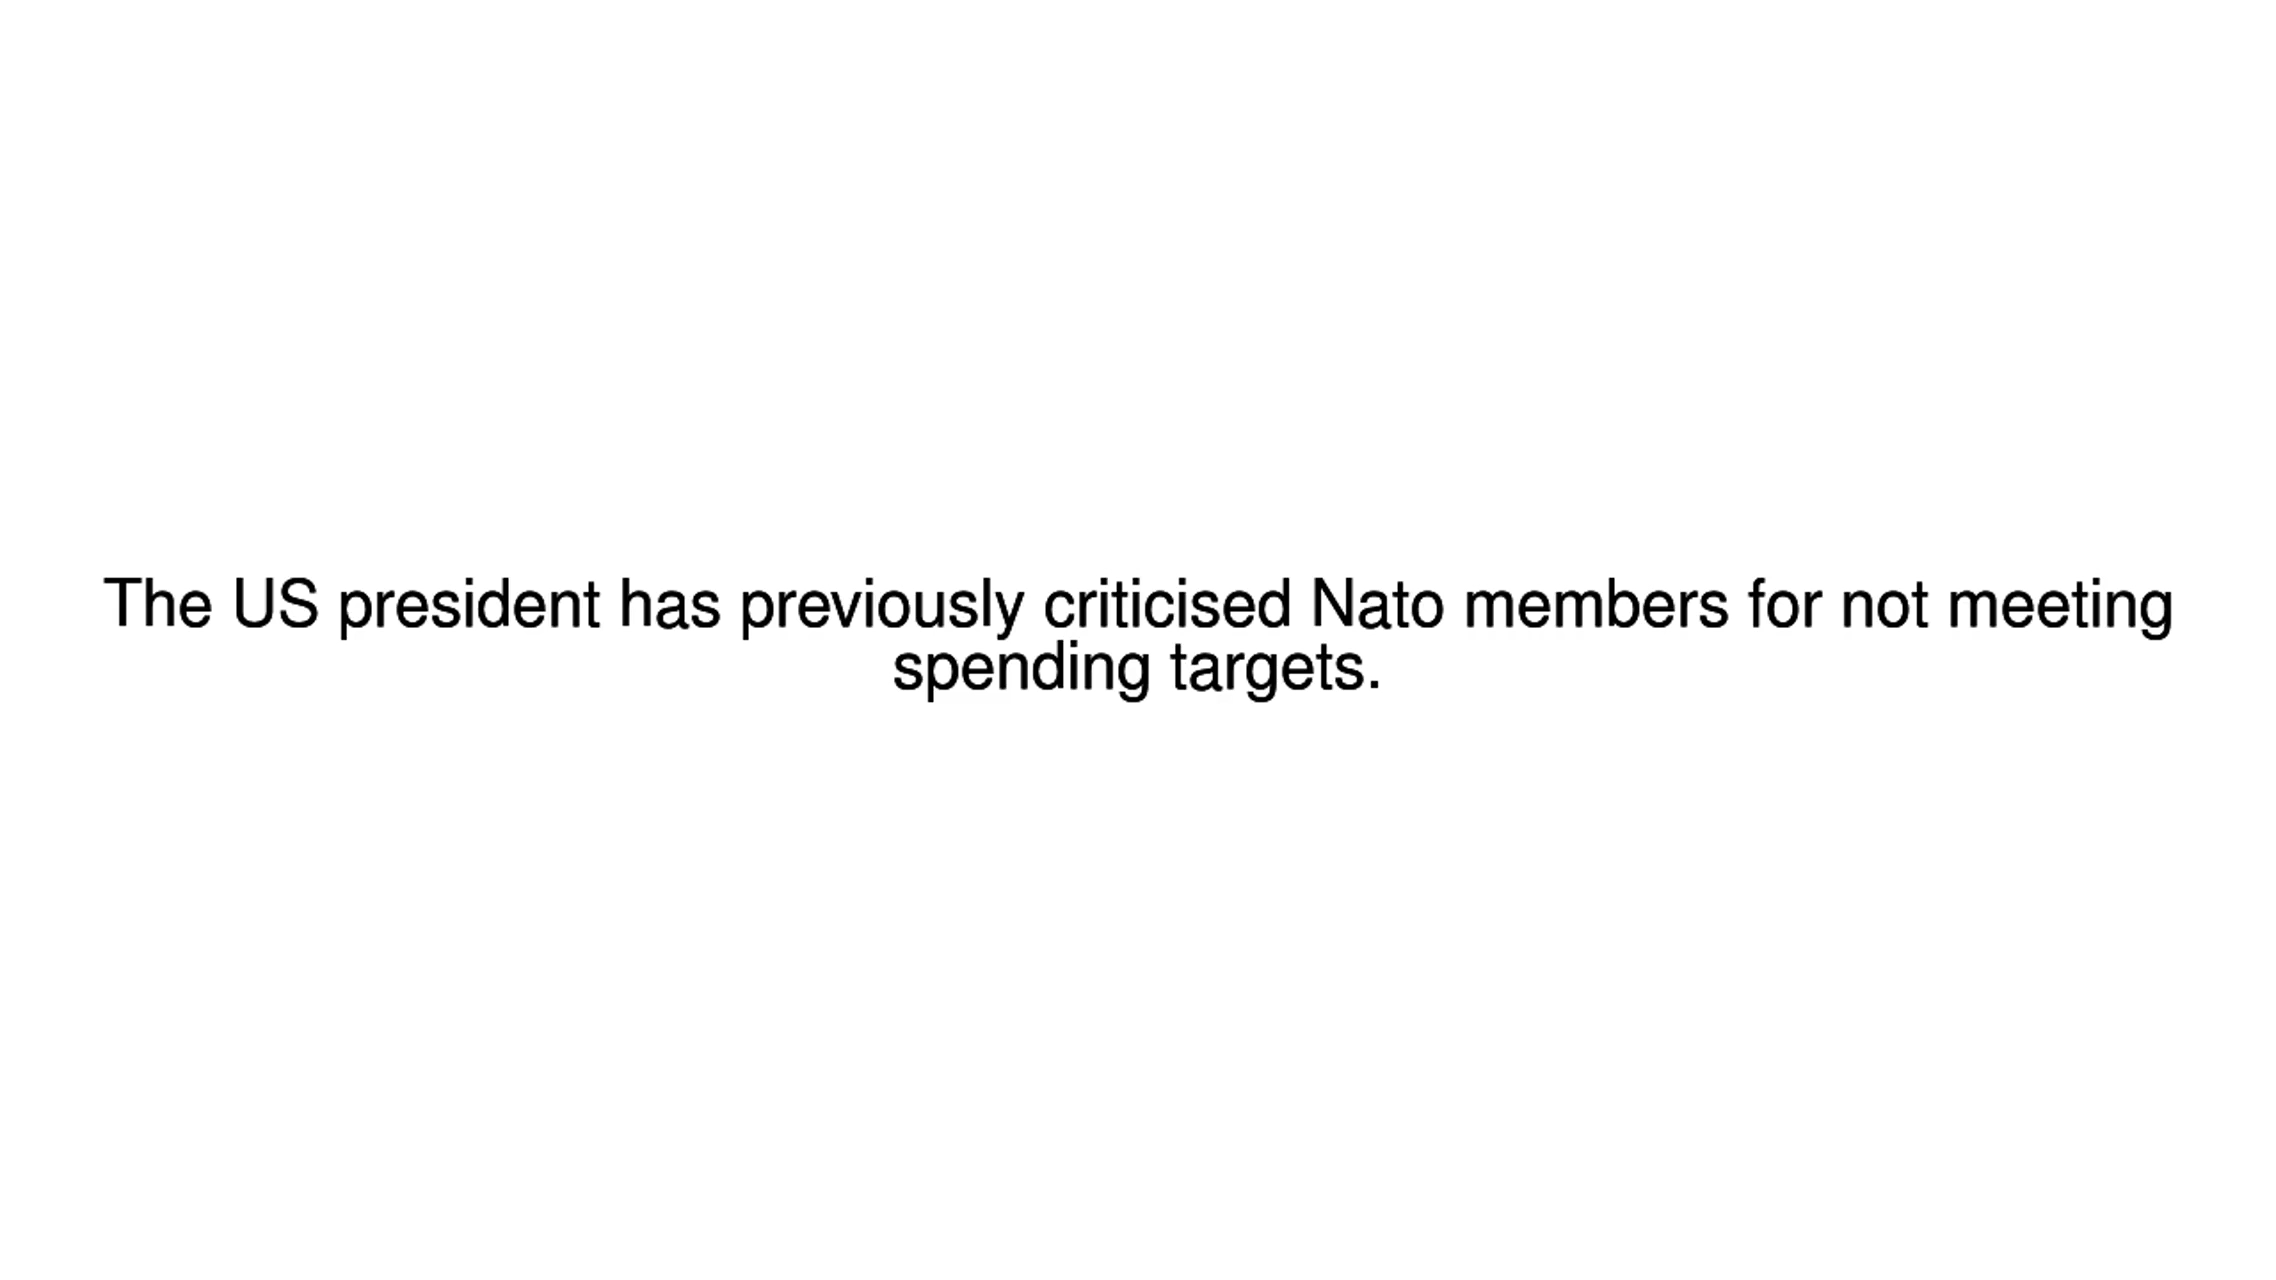 The US president has previously criticised Nato members for not meeting
spending targets.